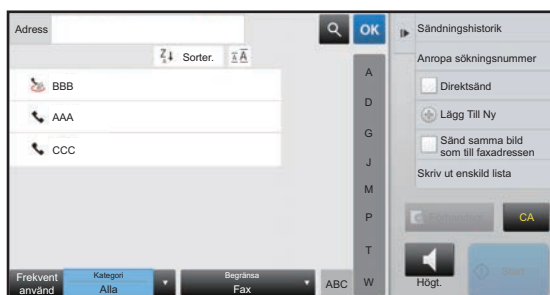 Adress
OK
Sorter.
BBB
AAA
CCC
A
D
G
J
M
P
T
W
Frekvent
använd
Kategori
Alla
Begränsa
Fax
ABC
Sändningshistorik
Anropa sökningsnummer
Direktsänd
Lägg Till Ny
Sänd samma bild
som till faxadressen
Skriv ut enskild lista
CA
Högt.
Start